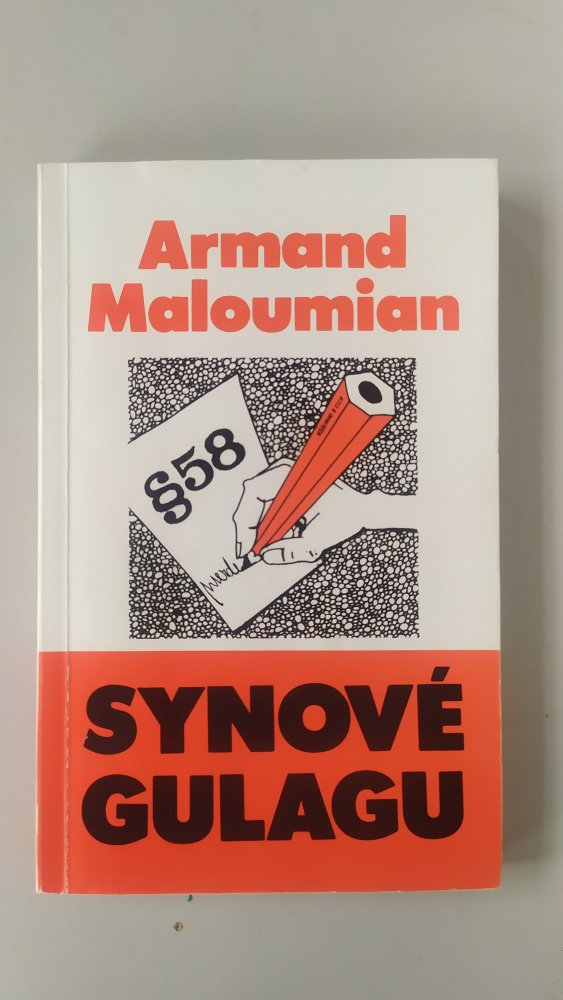 Armand
Maloumian
§58
SYNOVÉ
GULAGU